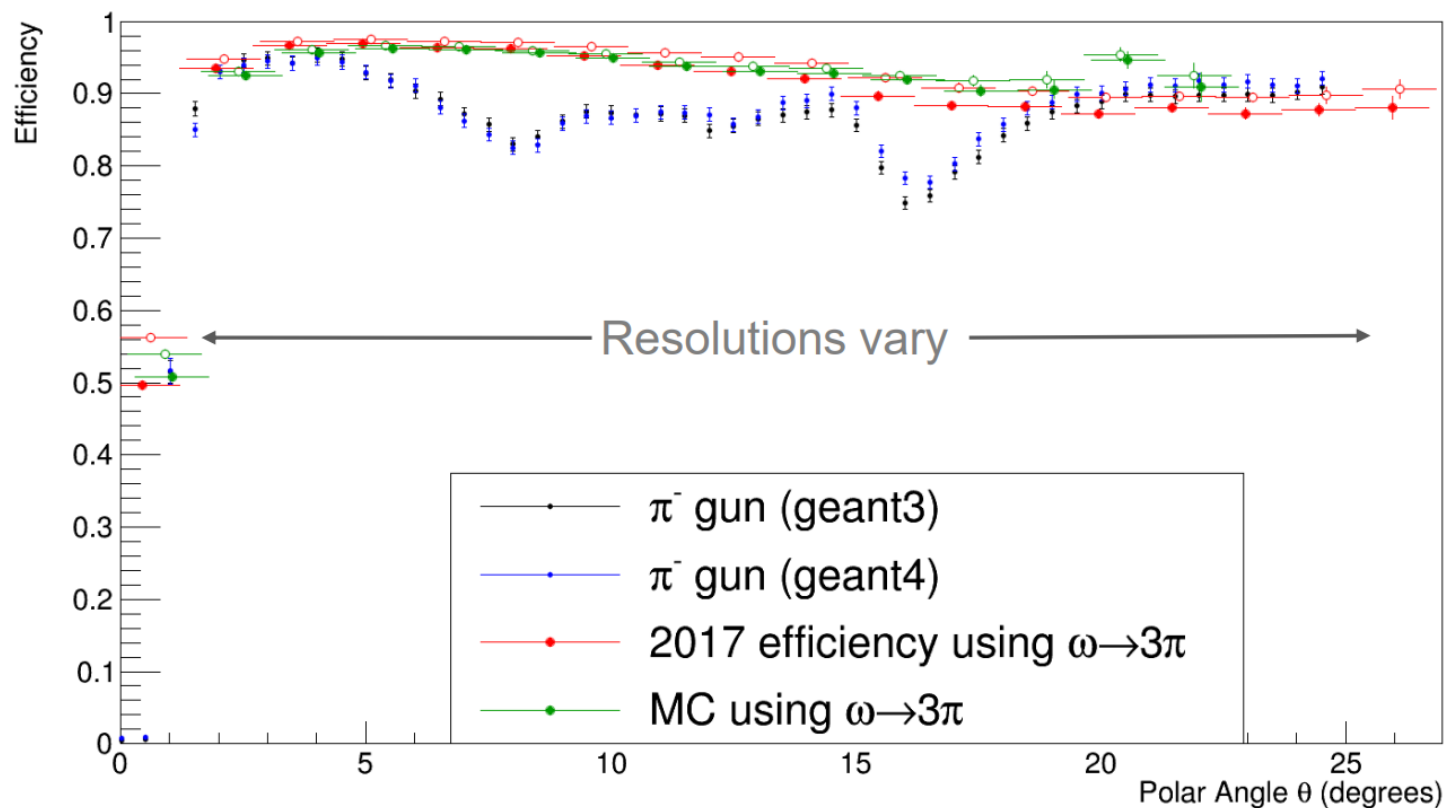 Efficiency
1
0.9
0.8
0.7
0.6
Resolutions vary
0.5
0.4
π⁻ gun (geant3)
0.3
π⁻ gun (geant4)
0.2
2017 efficiency using ω→3π
0.1
MC using ω→3π
0
0 5 10 15 20 25
Polar Angle θ (degrees)